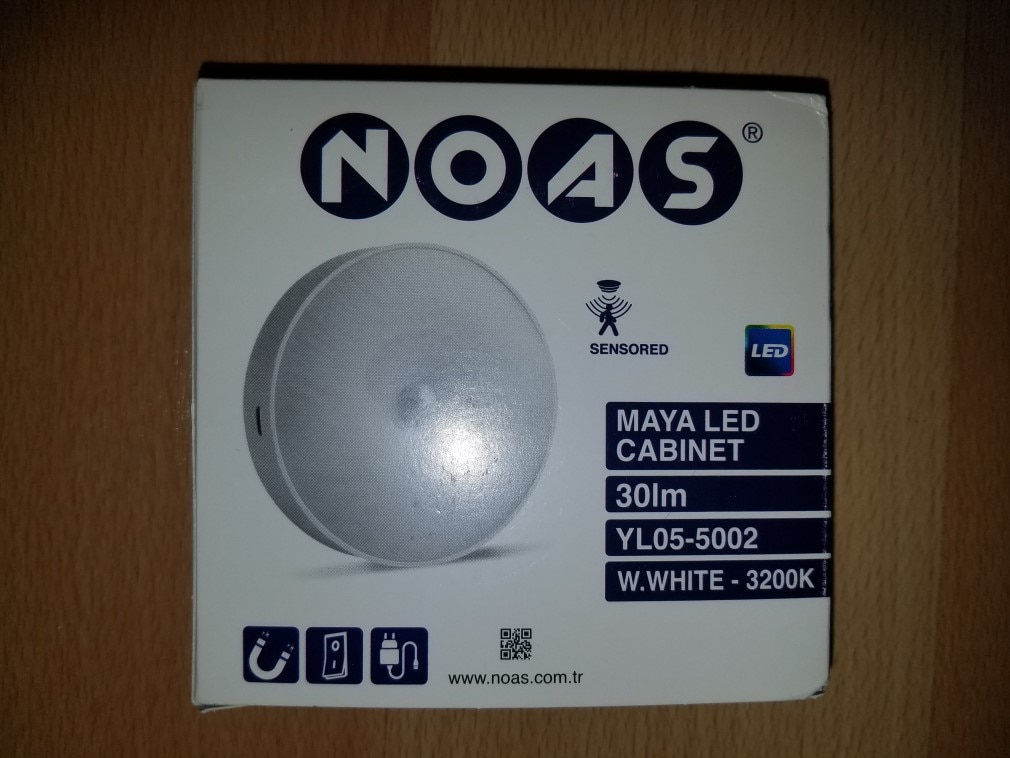 NOAS®
SENSORED
LED
MAYA LED
CABINET
30lm
YL05-5002
W.WHITE - 3200K
www.noas.com.tr